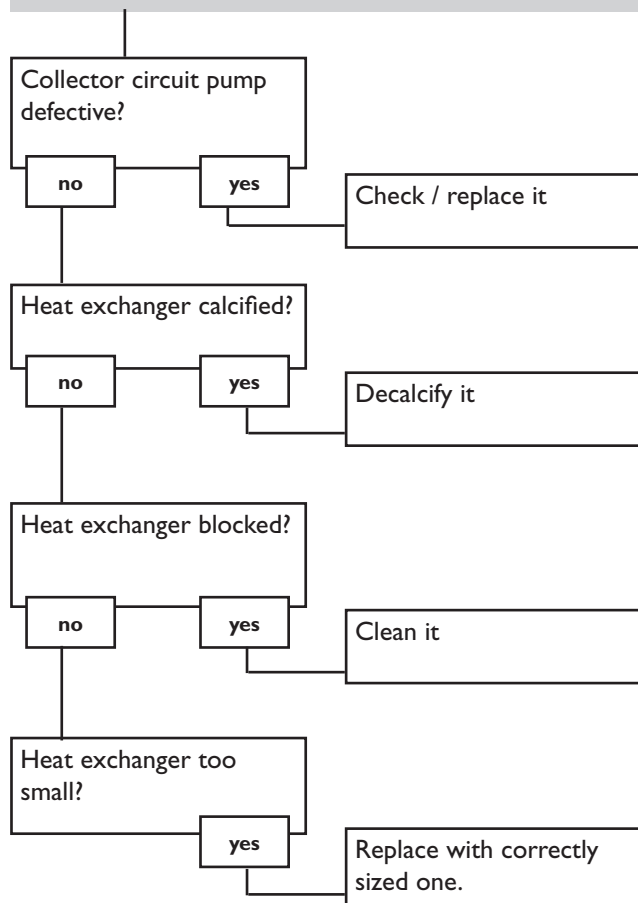 Collector circuit pump
defective?
no
yes
Check / replace it
Heat exchanger calcified?
no
yes
Decalcify it
Heat exchanger blocked?
no
yes
Clean it
Heat exchanger too
small?
yes
Replace with correctly
sized one.